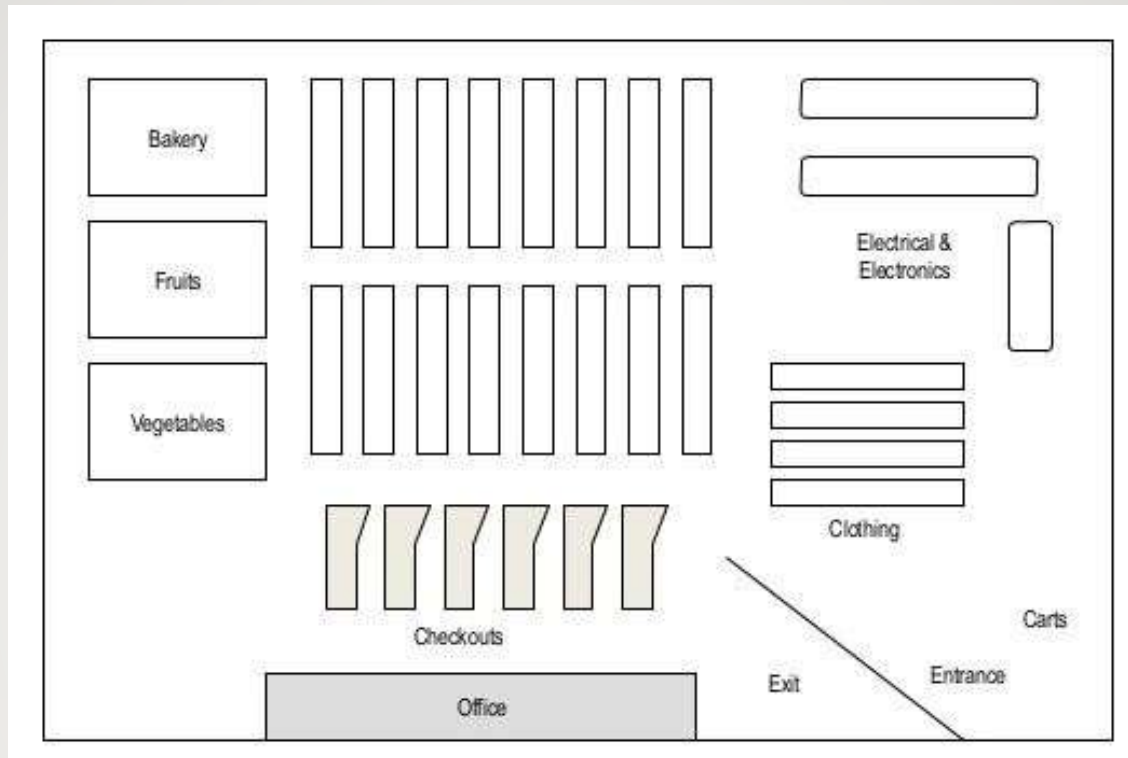 Bakery
Fruits
Vegetables
Electrical &
Electronics
Clothing
Checkouts
Carts
Entrance
Exit
Office